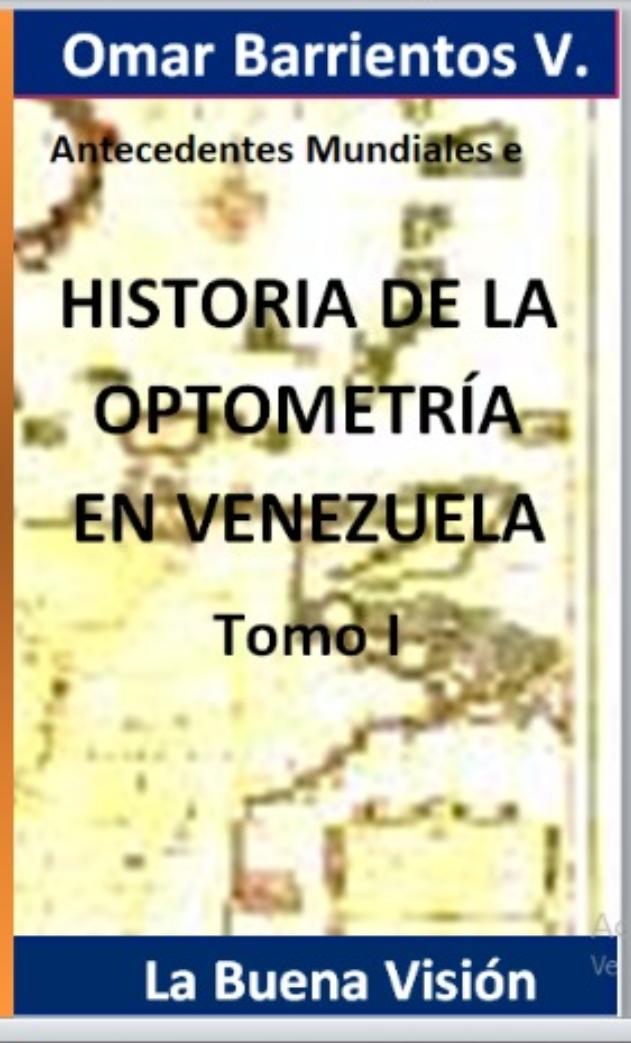 Omar Barrientos V.
Antecedentes Mundiales e
HISTORIA DE LA
OPTOMETRÍA
EN VENEZUELA
Tomo I
La Buena Visión